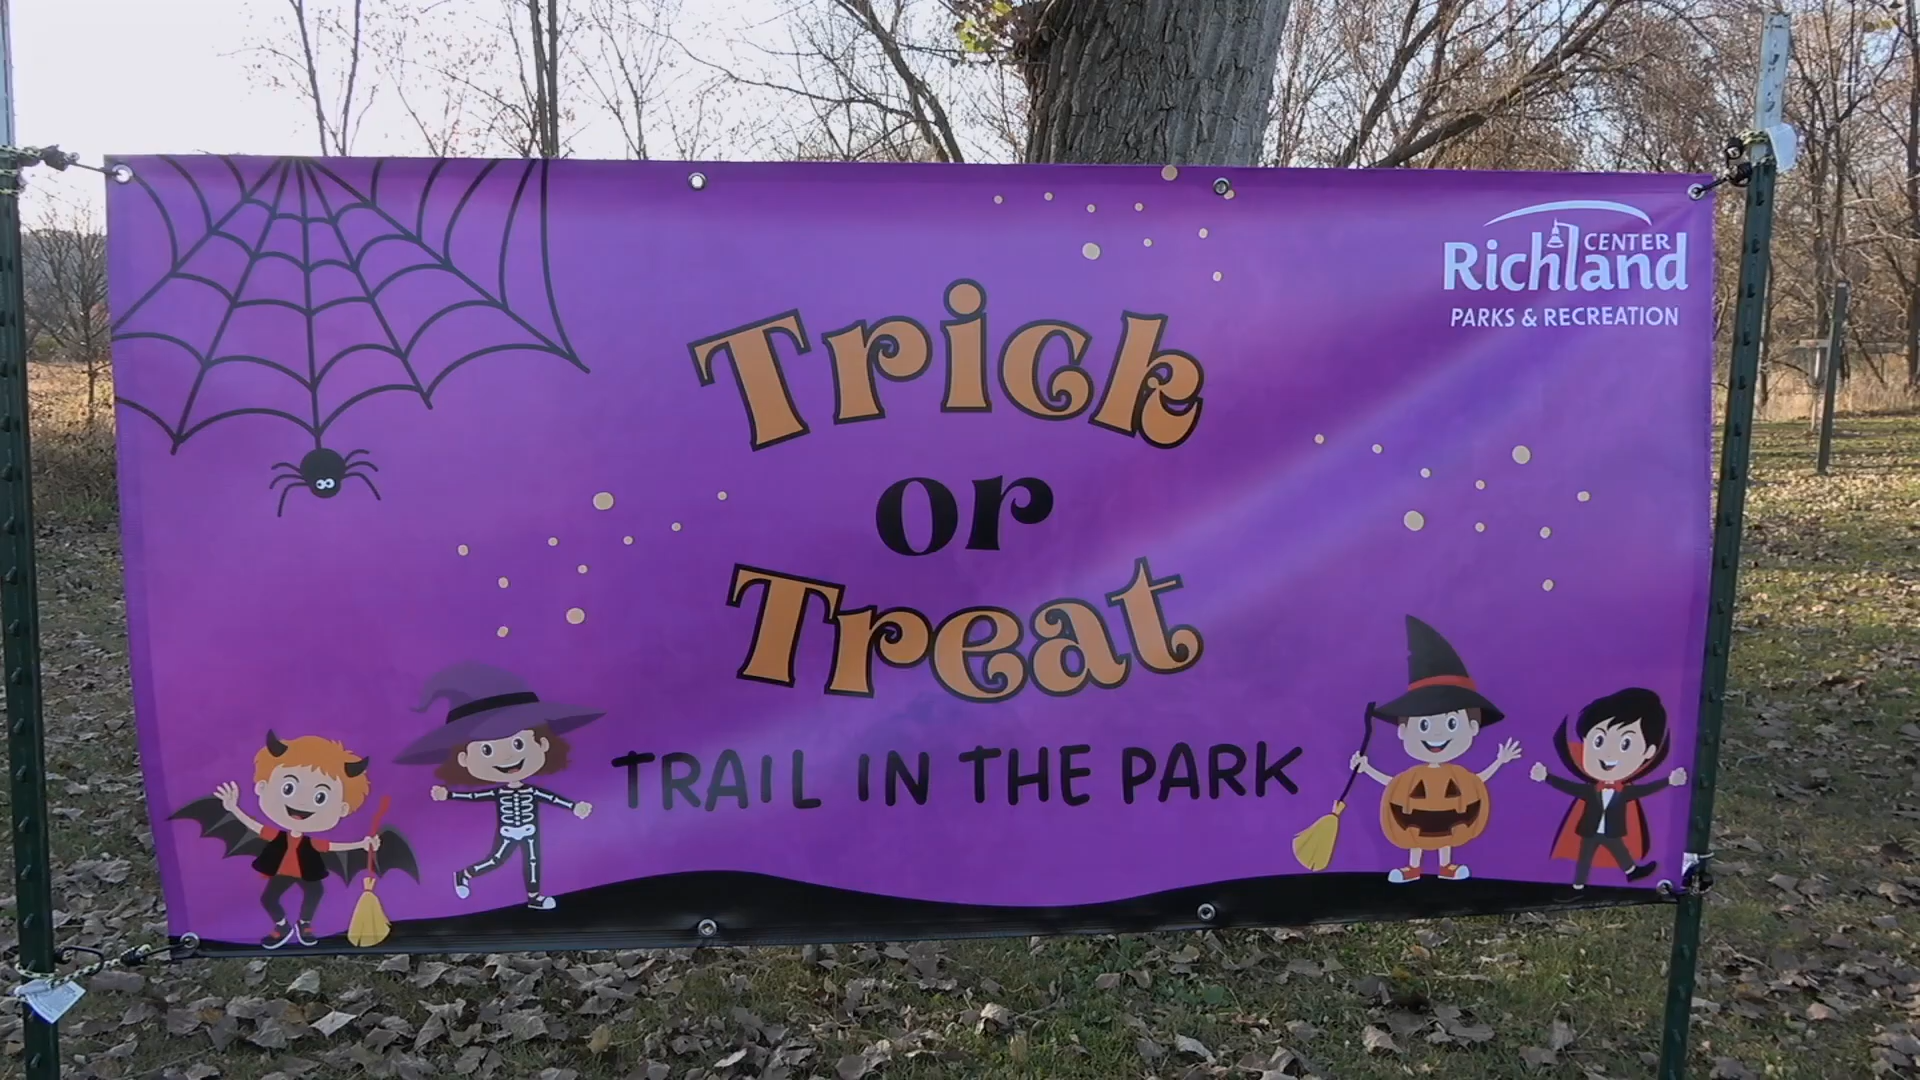 Richland
CENTER
PARKS & RECREATION
Trick
or
Treat
TRAIL IN THE PARK